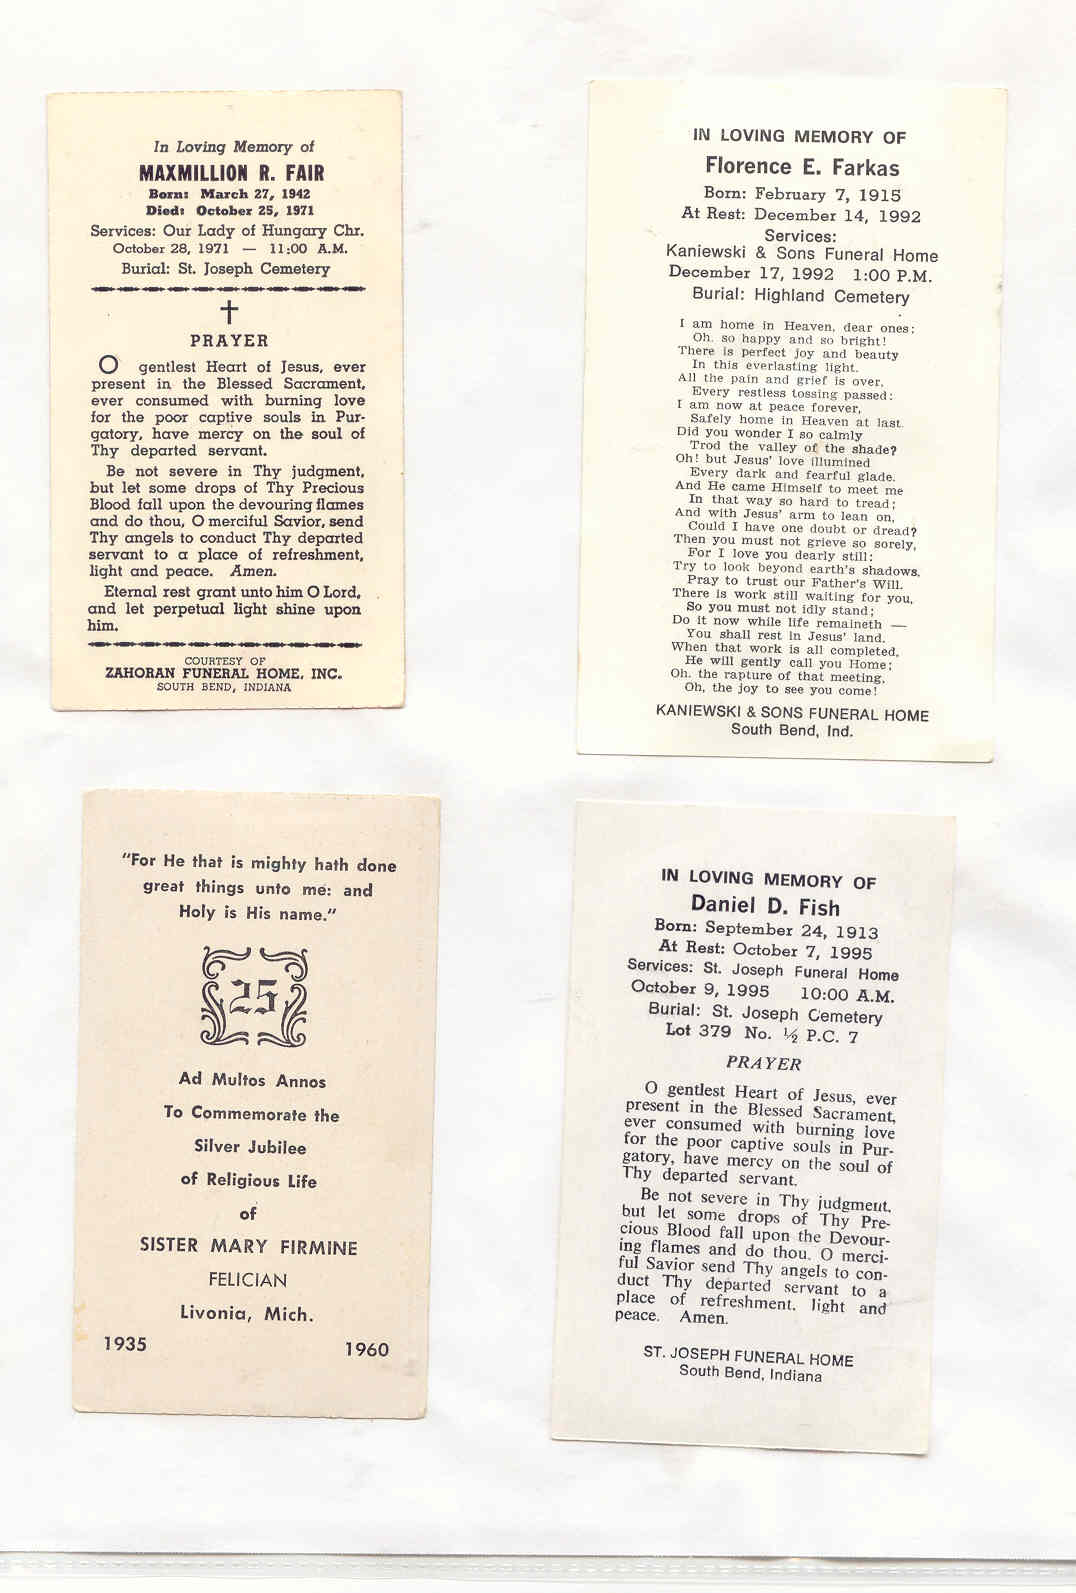 In Loving Memory of
MAXMILLION R. FAIR
Born: March 27, 1942
Died: October 25, 1971
Services: Our Lady of Hungary Chr.
October 28, 1971 — 11:00 A.M.
Burial: St. Joseph Cemetery
PRAYER
O gentlest Heart of Jesus, ever
present in the Blessed Sacrament,
ever consumed with burning love
for the poor captive souls in Pur-
gatory, have mercy on the soul of
Thy departed servant.
Be not severe in Thy judgment,
but let some drops of Thy Precious
Blood fall upon the devouring flames
and do thou, O merciful Savior, send
Thy angels to conduct Thy departed
servant to a place of refreshment,
light and peace. Amen.
Eternal rest grant unto him O Lord,
and let perpetual light shine upon
him.
COURTESY OF
ZAHORAN FUNERAL HOME, INC.
SOUTH BEND, INDIANA
IN LOVING MEMORY OF
Florence E. Farkas
Born: February 7, 1915
At Rest: December 14, 1992
Services:
Kaniewski & Sons Funeral Home
December 17, 1992 1:00 P.M.
Burial: Highland Cemetery
I am home in Heaven, dear ones;
Oh, so happy and so bright!
There is perfect joy and beauty
In this everlasting light.
All the pain and grief is over,
Every restless tossing passed;
I am now at peace forever,
Safely home in Heaven at last.
Did you wonder I so calmly
Trod the valley of the shade?
Oh! but Jesus' love illumined
Every dark and fearful glade.
And He came Himself to meet me
In that way so hard to tread;
And with Jesus' arm to lean on,
Could I have one doubt or dread?
Then you must not grieve so sorely,
For I love you dearly still:
Try to look beyond earth's shadows,
Pray to trust our Father's Will.
There is work still waiting for you,
So you must not idly stand;
Do it now while life remaineth —
You shall rest in Jesus' land.
When that work is all completed,
He will gently call you Home;
Oh, the rapture of that meeting,
Oh, the joy to see you come!
KANIEWSKI & SONS FUNERAL HOME
South Bend, Ind.
"For He that is mighty hath done
great things unto me: and
Holy is His name."
25
Ad Multos Annos
To Commemorate the
Silver Jubilee
of Religious Life
of
SISTER MARY FIRMINE
FELICIAN
Livonia, Mich.
1935 1960
IN LOVING MEMORY OF
Daniel D. Fish
Born: September 24, 1913
At Rest: October 7, 1995
Services: St. Joseph Funeral Home
October 9, 1995 10:00 A.M.
Burial: St. Joseph Cemetery
Lot 379 No. ½ P.C. 7
PRAYER
O gentlest Heart of Jesus, ever
present in the Blessed Sacrament,
ever consumed with burning love
for the poor captive souls in Pur-
gatory, have mercy on the soul of
Thy departed servant.
Be not severe in Thy judgment,
but let some drops of Thy Pre-
cious Blood fall upon the Devour-
ing flames and do thou, O merci-
ful Savior send Thy angels to con-
duct Thy departed servant to a
place of refreshment, light and
peace. Amen.
ST. JOSEPH FUNERAL HOME
South Bend, Indiana